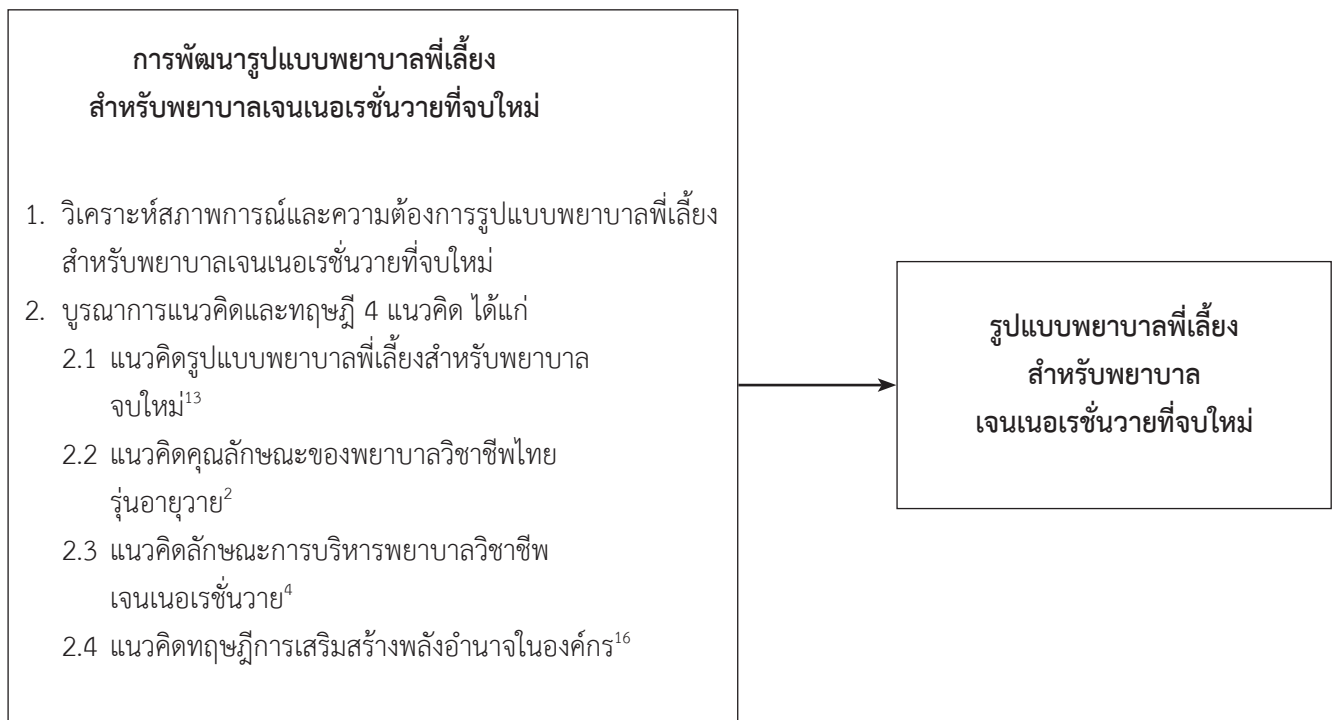 การพัฒนารูปแบบพยาบาลพี่เลี้ยง
สำหรับพยาบาลเจนเนอเรชั่นวายที่จบใหม่
1. วิเคราะห์สภาพการณ์และความต้องการรูปแบบพยาบาลพี่เลี้ยง
สำหรับพยาบาลเจนเนอเรชั่นวายที่จบใหม่
2. บูรณาการแนวคิดและทฤษฎี 4 แนวคิด ได้แก่
2.1 แนวคิดรูปแบบพยาบาลพี่เลี้ยงสำหรับพยาบาล
จบใหม่¹³
2.2 แนวคิดคุณลักษณะของพยาบาลวิชาชีพไทย
รุ่นอายุวาย²
2.3 แนวคิดลักษณะการบริหารพยาบาลวิชาชีพ
เจนเนอเรชั่นวาย⁴
2.4 แนวคิดทฤษฎีการเสริมสร้างพลังอำนาจในองค์กร¹⁶
รูปแบบพยาบาลพี่เลี้ยง
สำหรับพยาบาล
เจนเนอเรชั่นวายที่จบใหม่